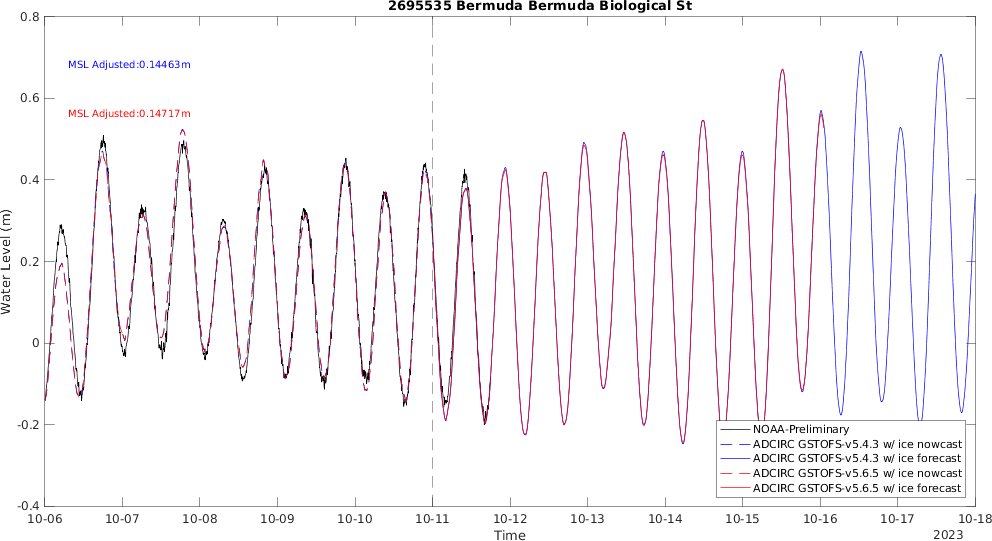 2695535 Bermuda Bermuda Biological St
0.8
0.6
0.4
0.2
0
-0.2
-0.4
Water Level (m)
MSL Adjusted:0.14463m
MSL Adjusted:0.14717m
NOAA-Preliminary
ADCIRC GSTOFS-v5.4.3 w/ ice nowcast
ADCIRC GSTOFS-v5.4.3 w/ ice forecast
ADCIRC GSTOFS-v5.6.5 w/ ice nowcast
ADCIRC GSTOFS-v5.6.5 w/ ice forecast
10-06 10-07 10-08 10-09 10-10 10-11 10-12 10-13 10-14 10-15 10-16 10-17 10-18
Time
2023